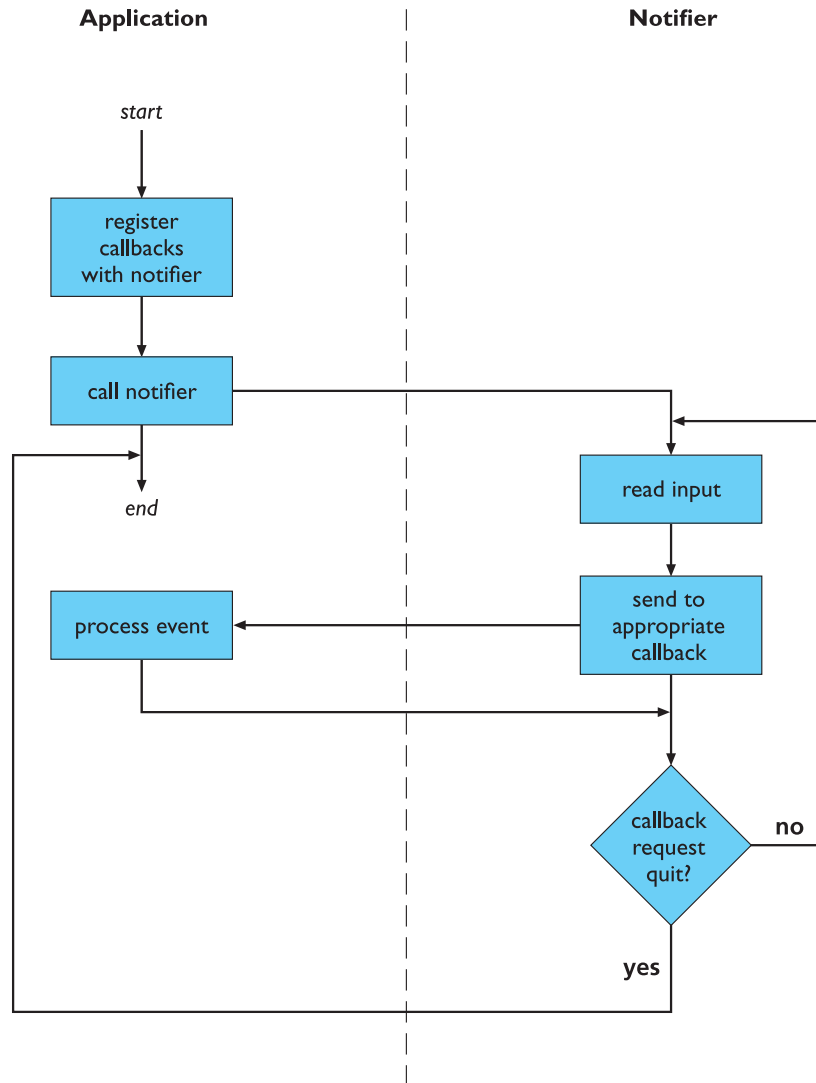 Application
Notifier
start
register
callbacks
with notifier
call notifier
read input
end
process event
send to
appropriate
callback
callback
request
quit?
no
yes